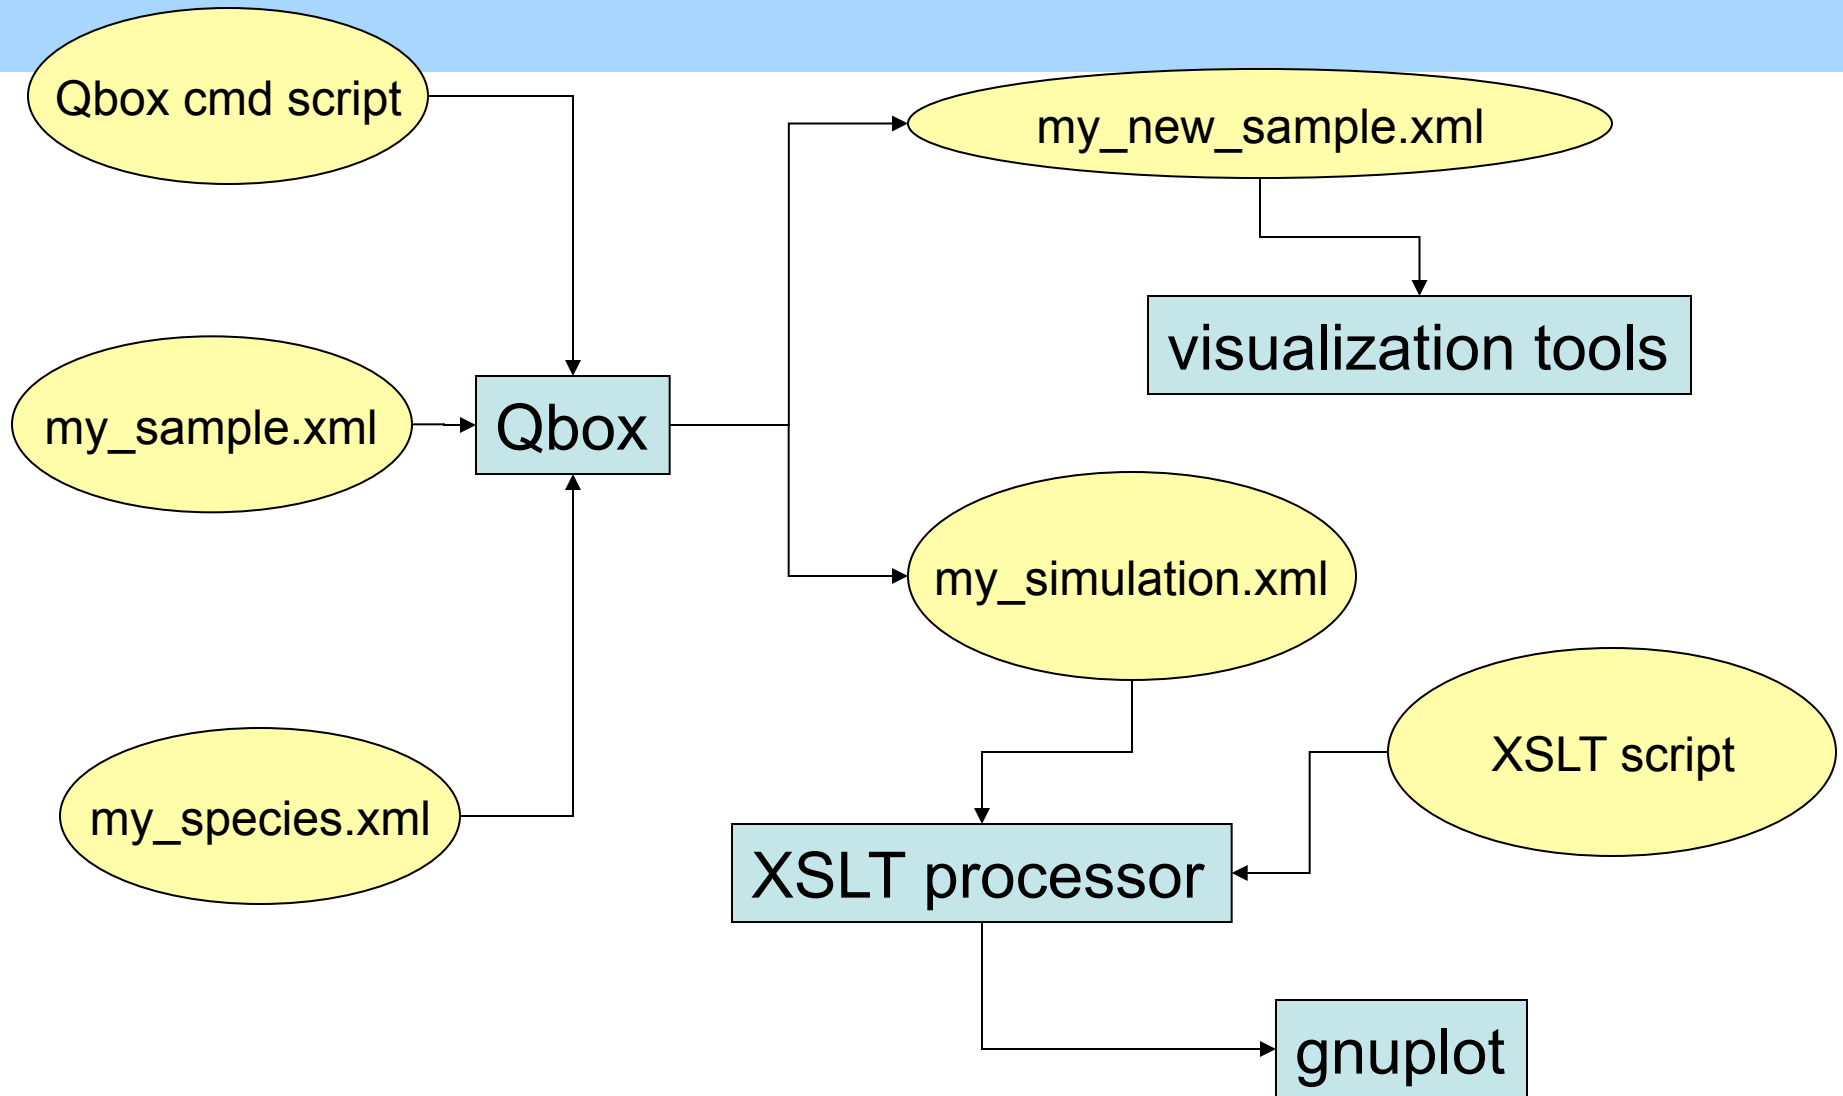 Qbox cmd script
my_new_sample.xml
visualization tools
my_sample.xml
Qbox
my_simulation.xml
XSLT script
my_species.xml
XSLT processor
gnuplot